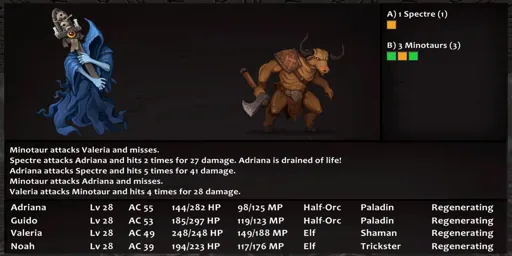 A) 1 Spectre (1)
B) 3 Minotaurs (3)
Minotaur attacks Valeria and misses.
Spectre attacks Adriana and hits 2 times for 27 damage. Adriana is drained of life!
Adriana attacks Spectre and hits 5 times for 41 damage.
Minotaur attacks Adriana and misses.
Valeria attacks Minotaur and hits 4 times for 28 damage.
Adriana Lv 28 AC 55 144/282 HP 98/125 MP Half-Orc Paladin Regenerating
Guido Lv 28 AC 53 185/297 HP 119/123 MP Half-Orc Paladin Regenerating
Valeria Lv 28 AC 49 248/248 HP 149/188 MP Elf Shaman Regenerating
Noah Lv 28 AC 39 194/223 HP 117/176 MP Elf Trickster Regenerating